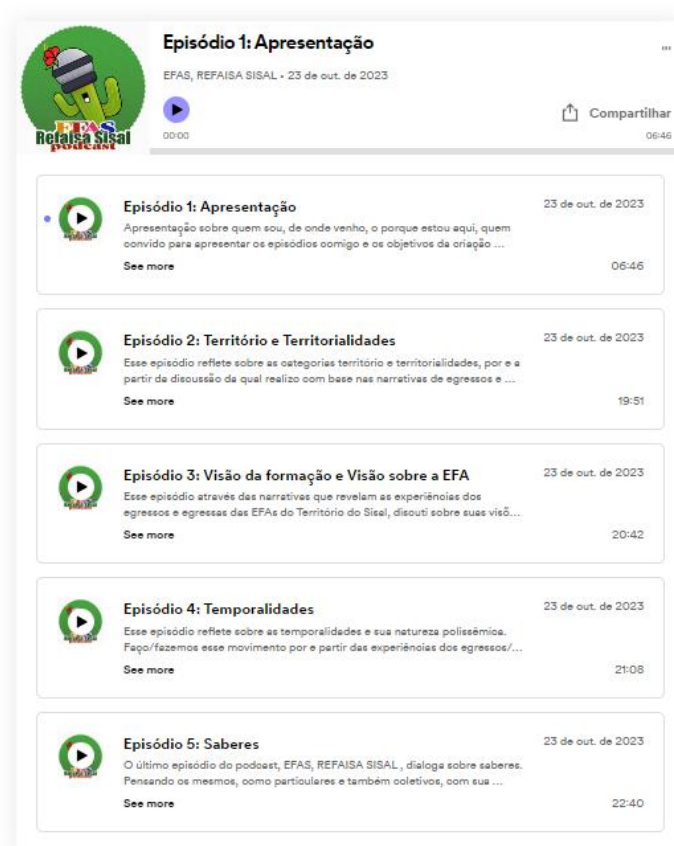 Episódio 1: Apresentação
EFAS, REFAISA SISAL • 23 de out. de 2023
Compartilhar
00:00
06:46
EFAS
Refaisa Sisal
podcast
Episódio 1: Apresentação
23 de out. de 2023
Apresentação sobre quem sou, de onde venho, o porque estou aqui, quem
convido para apresentar os episódios comigo e os objetivos da criação ...
See more
06:46
Episódio 2: Território e Territorialidades
23 de out. de 2023
Esse episódio reflete sobre as categorias território e territorialidades, por e a
partir da discussão da qual realizo com base nas narrativas de egressos e ...
See more
19:51
Episódio 3: Visão da formação e Visão sobre a EFA
23 de out. de 2023
Esse episódio através das narrativas que revelam as experiências dos
egressos e egressas das EFAs do Território do Sisal, discuti sobre suas visõ...
See more
20:42
Episódio 4: Temporalidades
23 de out. de 2023
Esse episódio reflete sobre as temporalidades e sua natureza polissêmica.
Faço/fazemos esse movimento por e partir das experiências dos egressos/...
See more
21:08
Episódio 5: Saberes
23 de out. de 2023
O último episódio do podcast, EFAS, REFAISA SISAL , dialoga sobre saberes.
Pensando os mesmos, como particulares e também coletivos, com sua ...
See more
22:40